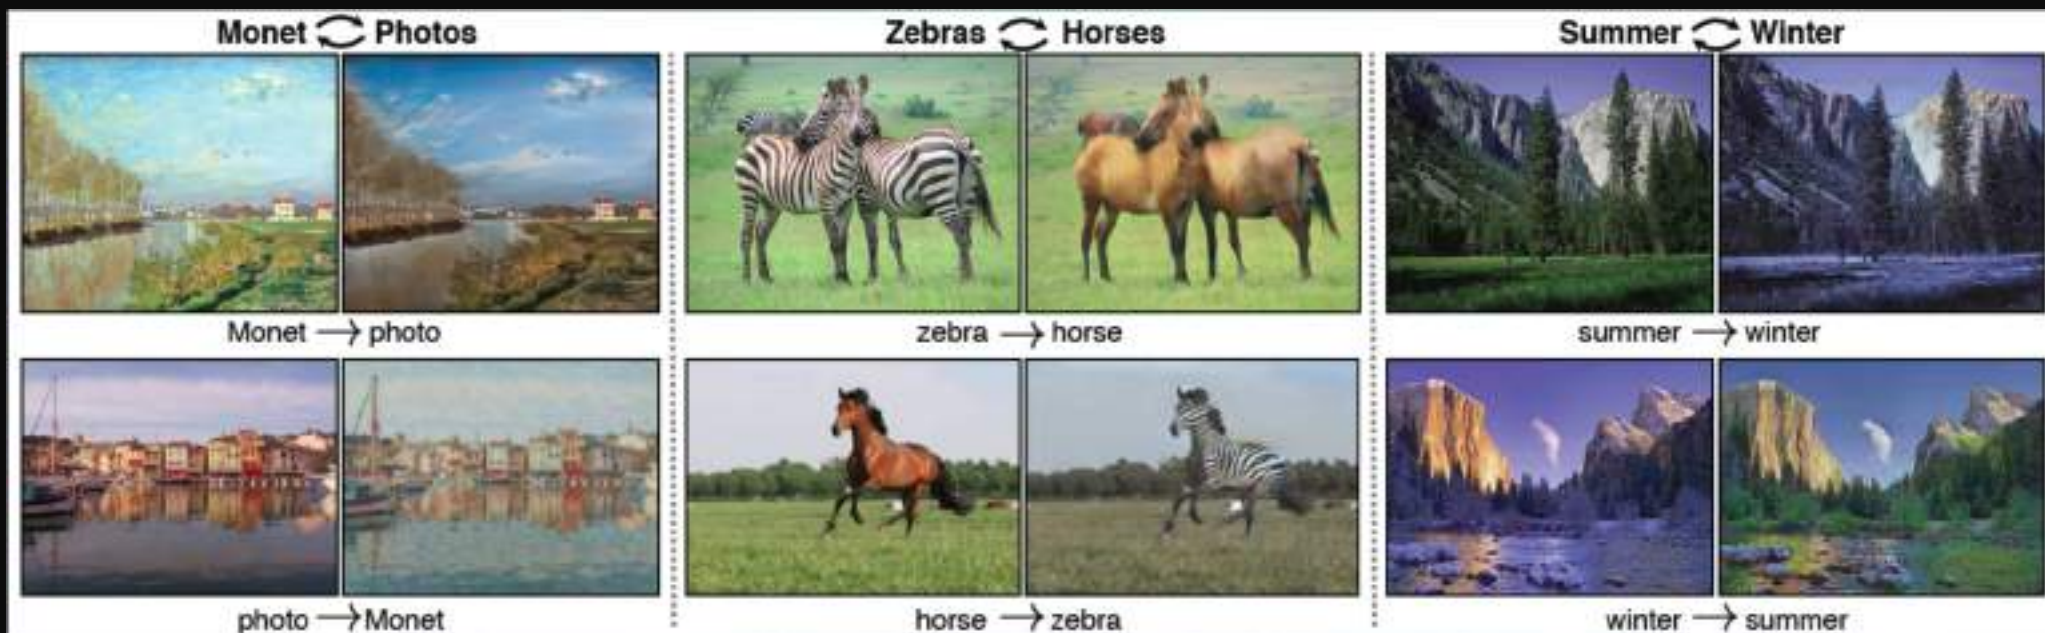 Monet Photos
Zebras Horses
Summer Winter
Monet → photo
zebra → horse
summer → winter
photo → Monet
horse → zebra
winter → summer